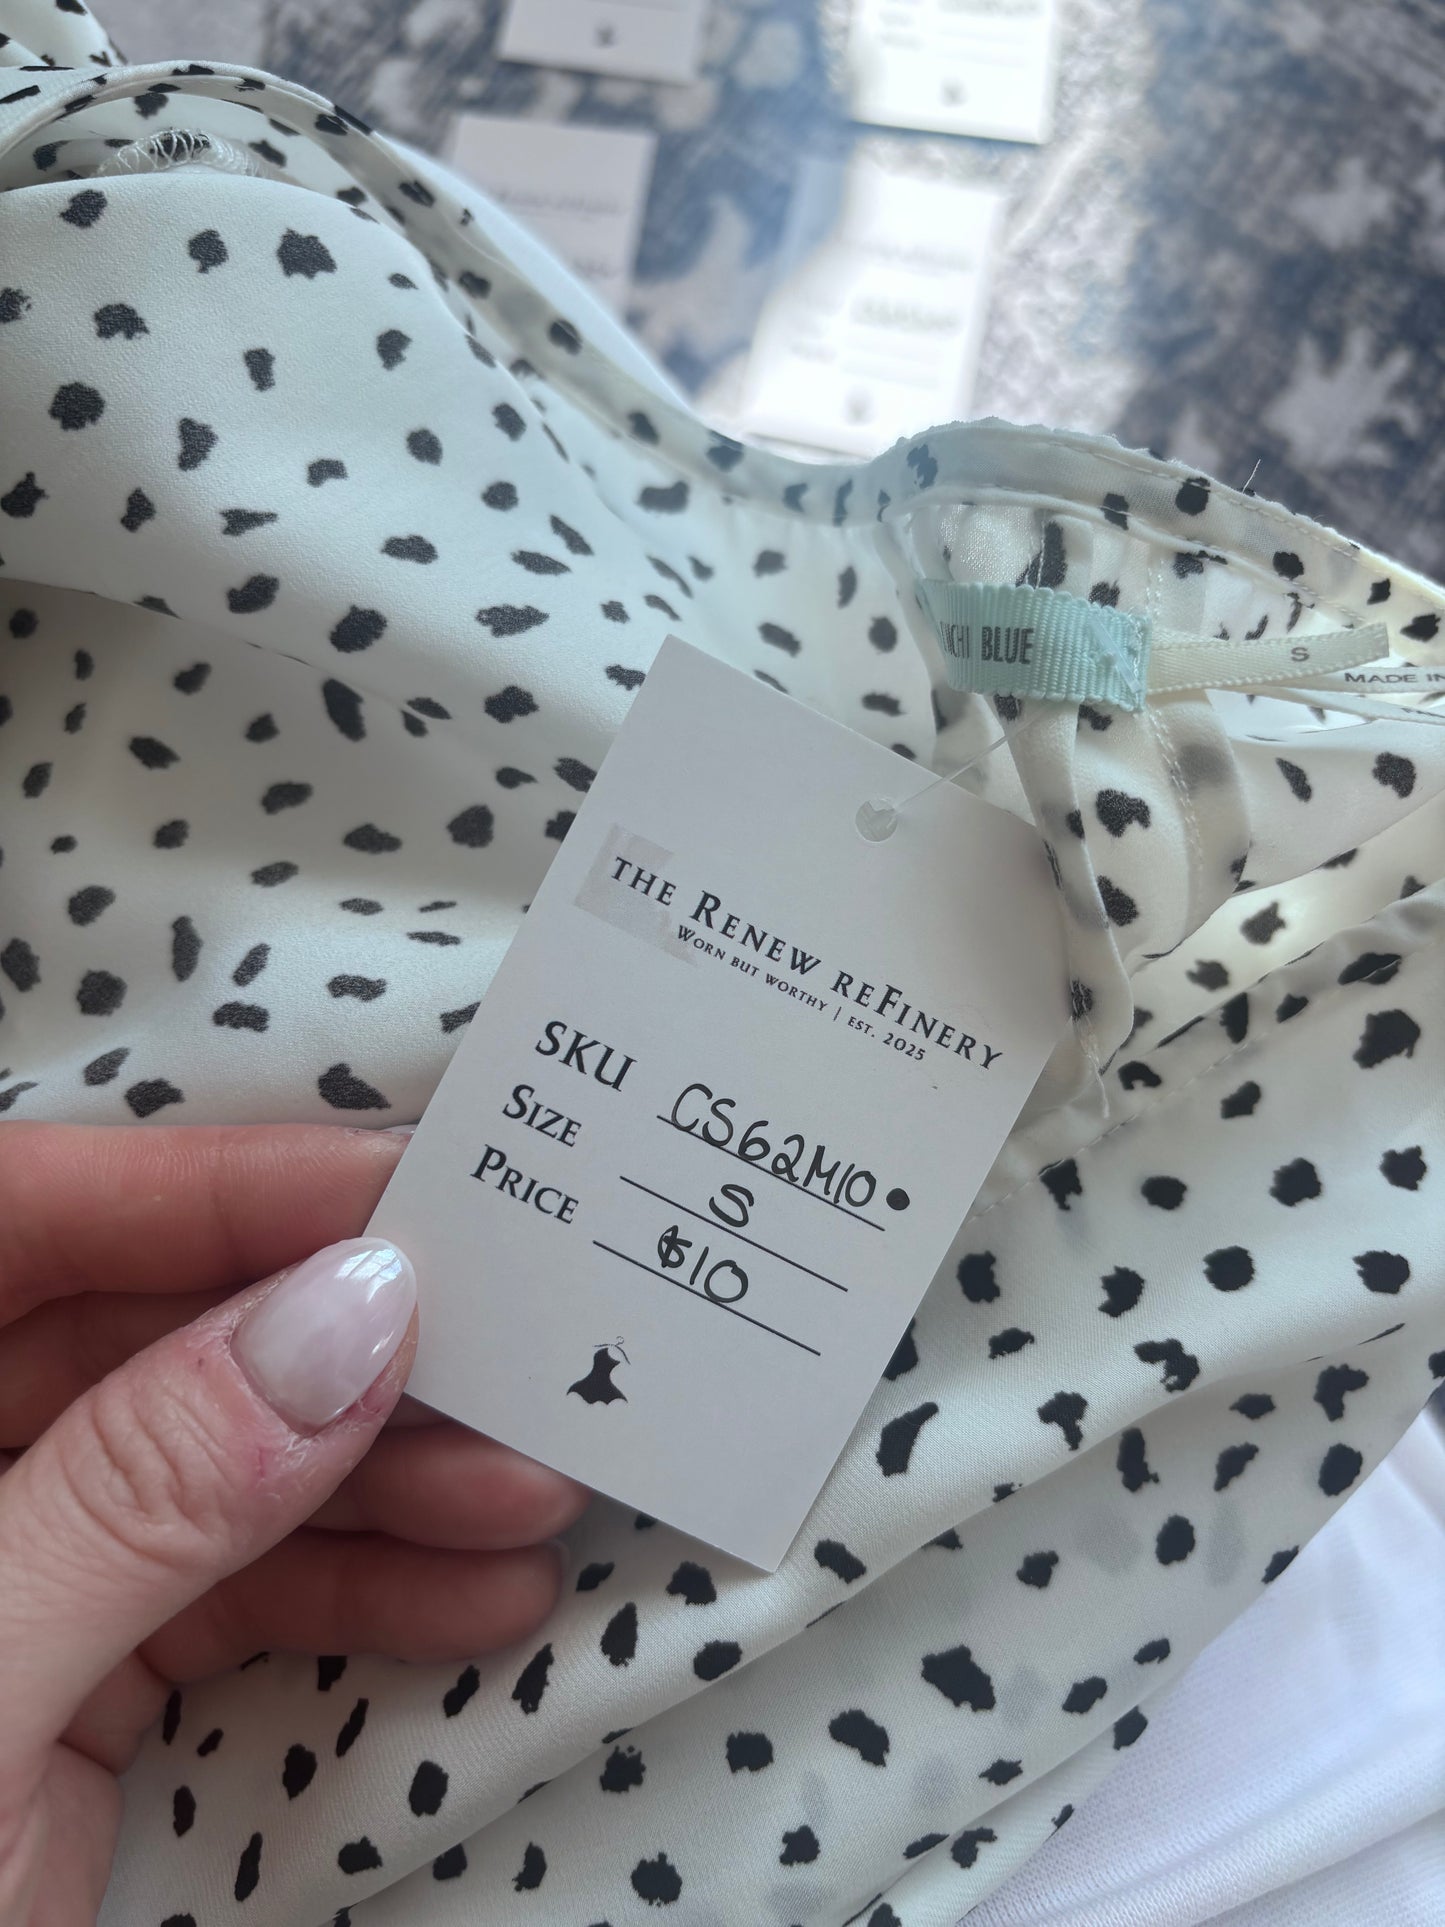 BLUE
S
MADE IN
THE RENEW REFINERY
WORN BUT WORTHY | EST. 2025
SKU CS62M10•
SIZE S
PRICE $10